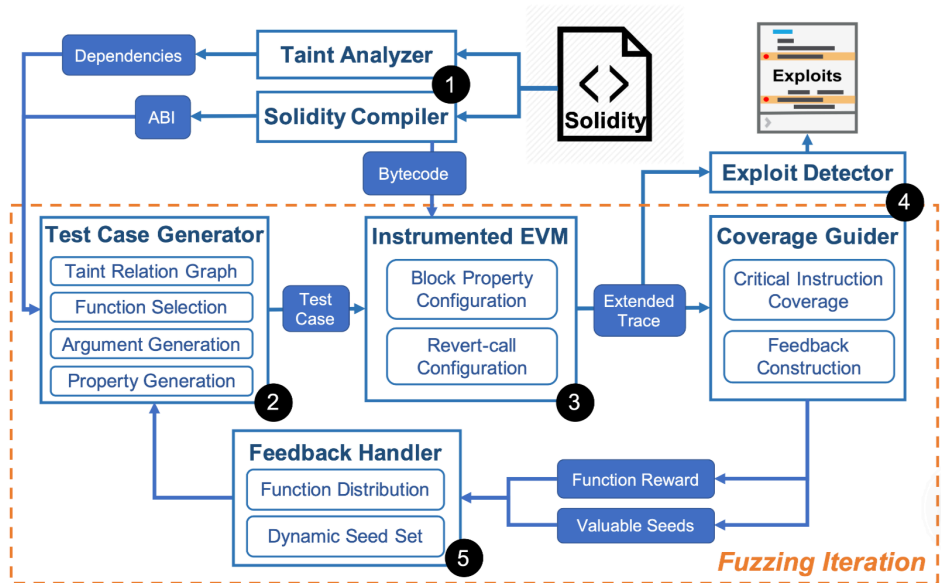 Dependencies
Taint Analyzer
1
ABI
Solidity Compiler
Solidity
Exploits
Bytecode
Exploit Detector
4
Test Case Generator
Taint Relation Graph
Function Selection
Argument Generation
Property Generation
2
Test
Case
Instrumented EVM
Block Property
Configuration
Revert-call
Configuration
3
Extended
Trace
Coverage Guider
Critical Instruction
Coverage
Feedback
Construction
Feedback Handler
Function Distribution
Dynamic Seed Set
5
Function Reward
Valuable Seeds
Fuzzing Iteration